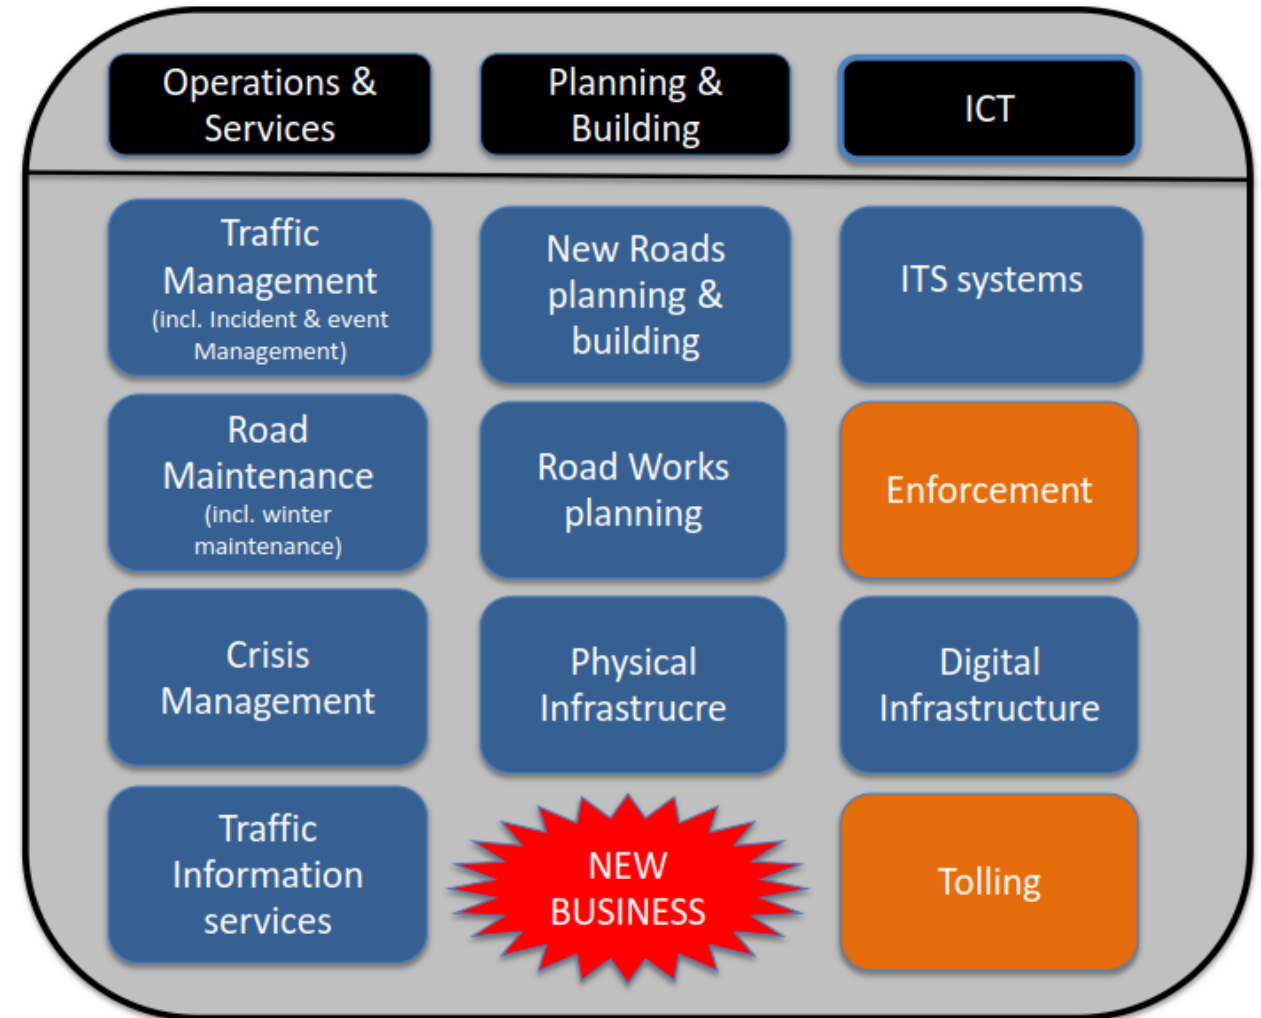 Operations &
Services
Planning &
Building
ICT
Traffic
Management
(incl. Incident & event
Management)
New Roads
planning &
building
ITS systems
Road
Maintenance
(incl. winter
maintenance)
Road Works
planning
Enforcement
Crisis
Management
Physical
Infrastrucre
Digital
Infrastructure
Traffic
Information
services
NEW
BUSINESS
Tolling